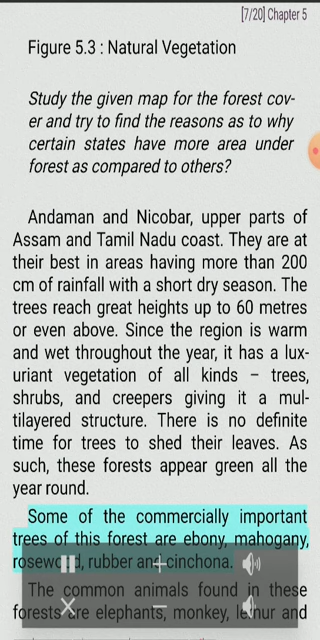 [7/20] Chapter 5
Figure 5.3 : Natural Vegetation
Study the given map for the forest cov-
er and try to find the reasons as to why
certain states have more area under
forest as compared to others?
Andaman and Nicobar, upper parts of
Assam and Tamil Nadu coast. They are at
their best in areas having more than 200
cm of rainfall with a short dry season. The
trees reach great heights up to 60 metres
or even above. Since the region is warm
and wet throughout the year, it has a lux-
uriant vegetation of all kinds – trees,
shrubs, and creepers giving it a mul-
tilayered structure. There is no definite
time for trees to shed their leaves. As
such, these forests appear green all the
year round.
Some of the commercially important
trees of this forest are ebony, mahogany,
rosewood, rubber and cinchona.
The common animals found in these
forests are elephants, monkey, lemur and